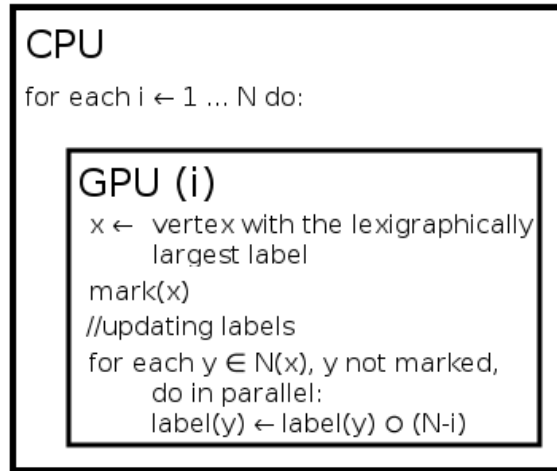 CPU
for each i ← 1 ... N do:
GPU (i)
x ← vertex with the lexigraphically
largest label
mark(x)
//updating labels
for each y ∈ N(x), y not marked,
do in parallel:
label(y) ← label(y) O (N-i)